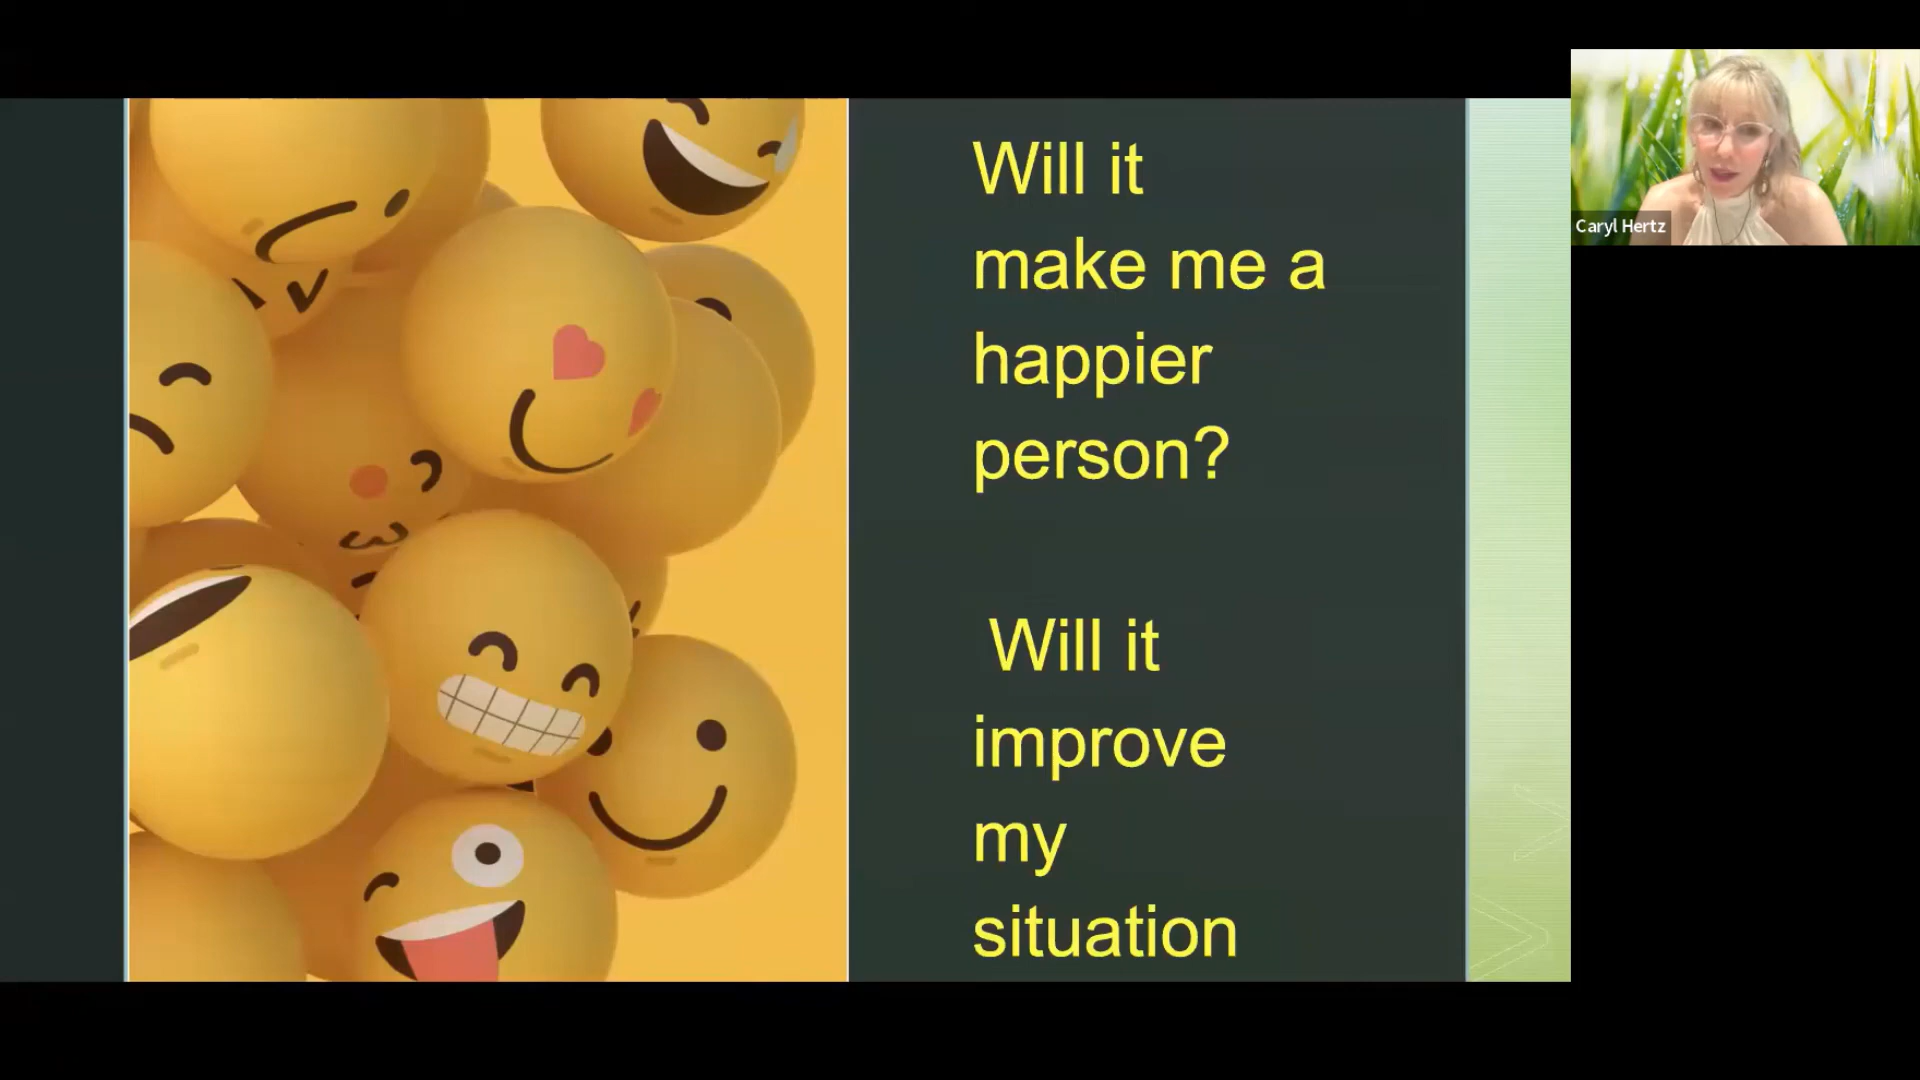 Will it
make me a
happier
person?
Will it
improve
my
situation
Caryl Hertz